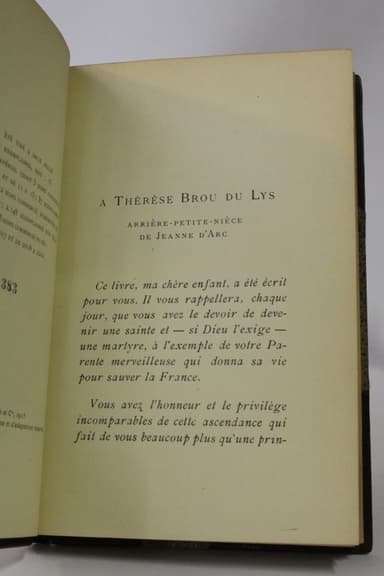 383
A THÉRÈSE BROU DU LYS
ARRIÈRE-PETITE-NIÈCE
DE JEANNE D'ARC
Ce livre, ma chère enfant, a été écrit
pour vous. Il vous rappellera, chaque
jour, que vous avez le devoir de deve-
nir une sainte et — si Dieu l'exige —
une martyre, à l'exemple de votre Pa-
rente merveilleuse qui donna sa vie
pour sauver la France.
Vous avez l'honneur et le privilège
incomparables de cette ascendance qui
fait de vous beaucoup plus qu'une prin-